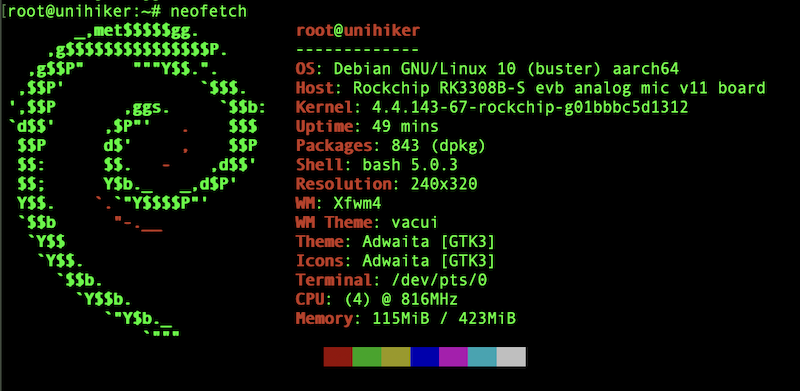 [root@unihiker:~# neofetch
_,met$$$$$gg. root@unihiker
,g$$$$$$$$$$$$$$$P. -------------
,g$$P" """Y$$.". OS: Debian GNU/Linux 10 (buster) aarch64
,$$P' `$$$. Host: Rockchip RK3308B-S evb analog mic v11 board
',$$P ,ggs. `$$b: Kernel: 4.4.143-67-rockchip-g01bbbc5d1312
`d$$' ,$P"' . $$$ Uptime: 49 mins
$$P d$' , $$P Packages: 843 (dpkg)
$$: $$. - ,d$$' Shell: bash 5.0.3
$$; Y$b._ _,d$P' Resolution: 240x320
Y$$. `.`"Y$$$$P"' WM: Xfwm4
`$$b "-.__ WM Theme: vacui
`Y$$ Theme: Adwaita [GTK3]
`Y$$. Icons: Adwaita [GTK3]
`$$b. Terminal: /dev/pts/0
`Y$$b. CPU: (4) @ 816MHz
`"Y$b._ Memory: 115MiB / 423MiB
`"""